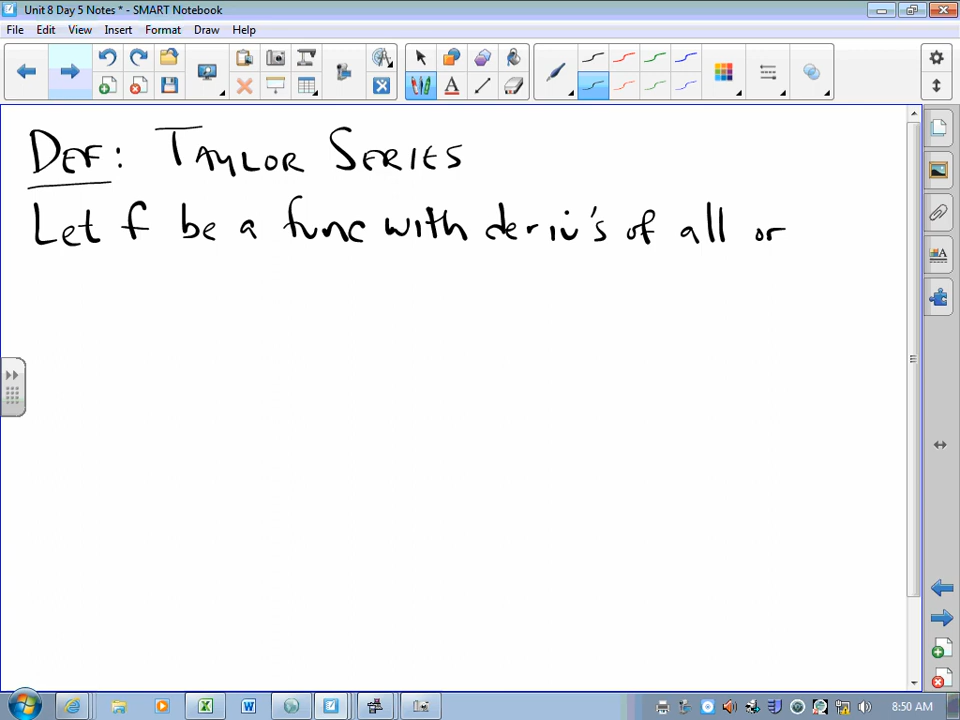 Unit 8 Day 5 Notes * - SMART Notebook
File Edit View Insert Format Draw Help
DEF: TAYLOR SERIES
Let f be a func with deriv's of all or
8:50 AM